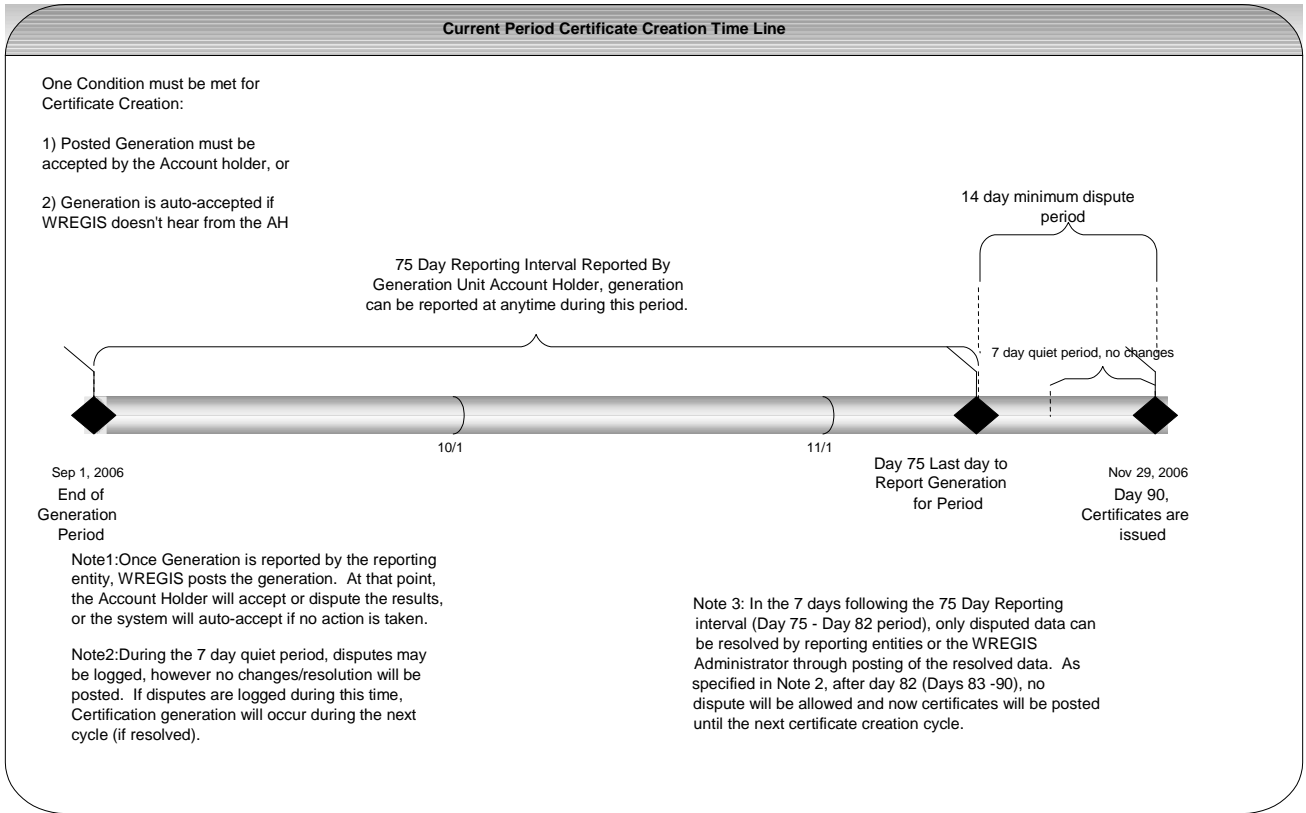 Current Period Certificate Creation Time Line
One Condition must be met for
Certificate Creation:
1) Posted Generation must be
accepted by the Account holder, or
2) Generation is auto-accepted if
WREGIS doesn't hear from the AH
14 day minimum dispute
period
75 Day Reporting Interval Reported By
Generation Unit Account Holder, generation
can be reported at anytime during this period.
7 day quiet period, no changes
10/1
11/1
Sep 1, 2006
End of
Generation
Period
Day 75 Last day to
Report Generation
for Period
Nov 29, 2006
Day 90,
Certificates are
issued
Note1:Once Generation is reported by the reporting
entity, WREGIS posts the generation. At that point,
the Account Holder will accept or dispute the results,
or the system will auto-accept if no action is taken.
Note2:During the 7 day quiet period, disputes may
be logged, however no changes/resolution will be
posted. If disputes are logged during this time,
Certification generation will occur during the next
cycle (if resolved).
Note 3: In the 7 days following the 75 Day Reporting
interval (Day 75 - Day 82 period), only disputed data can
be resolved by reporting entities or the WREGIS
Administrator through posting of the resolved data. As
specified in Note 2, after day 82 (Days 83 -90), no
dispute will be allowed and now certificates will be posted
until the next certificate creation cycle.